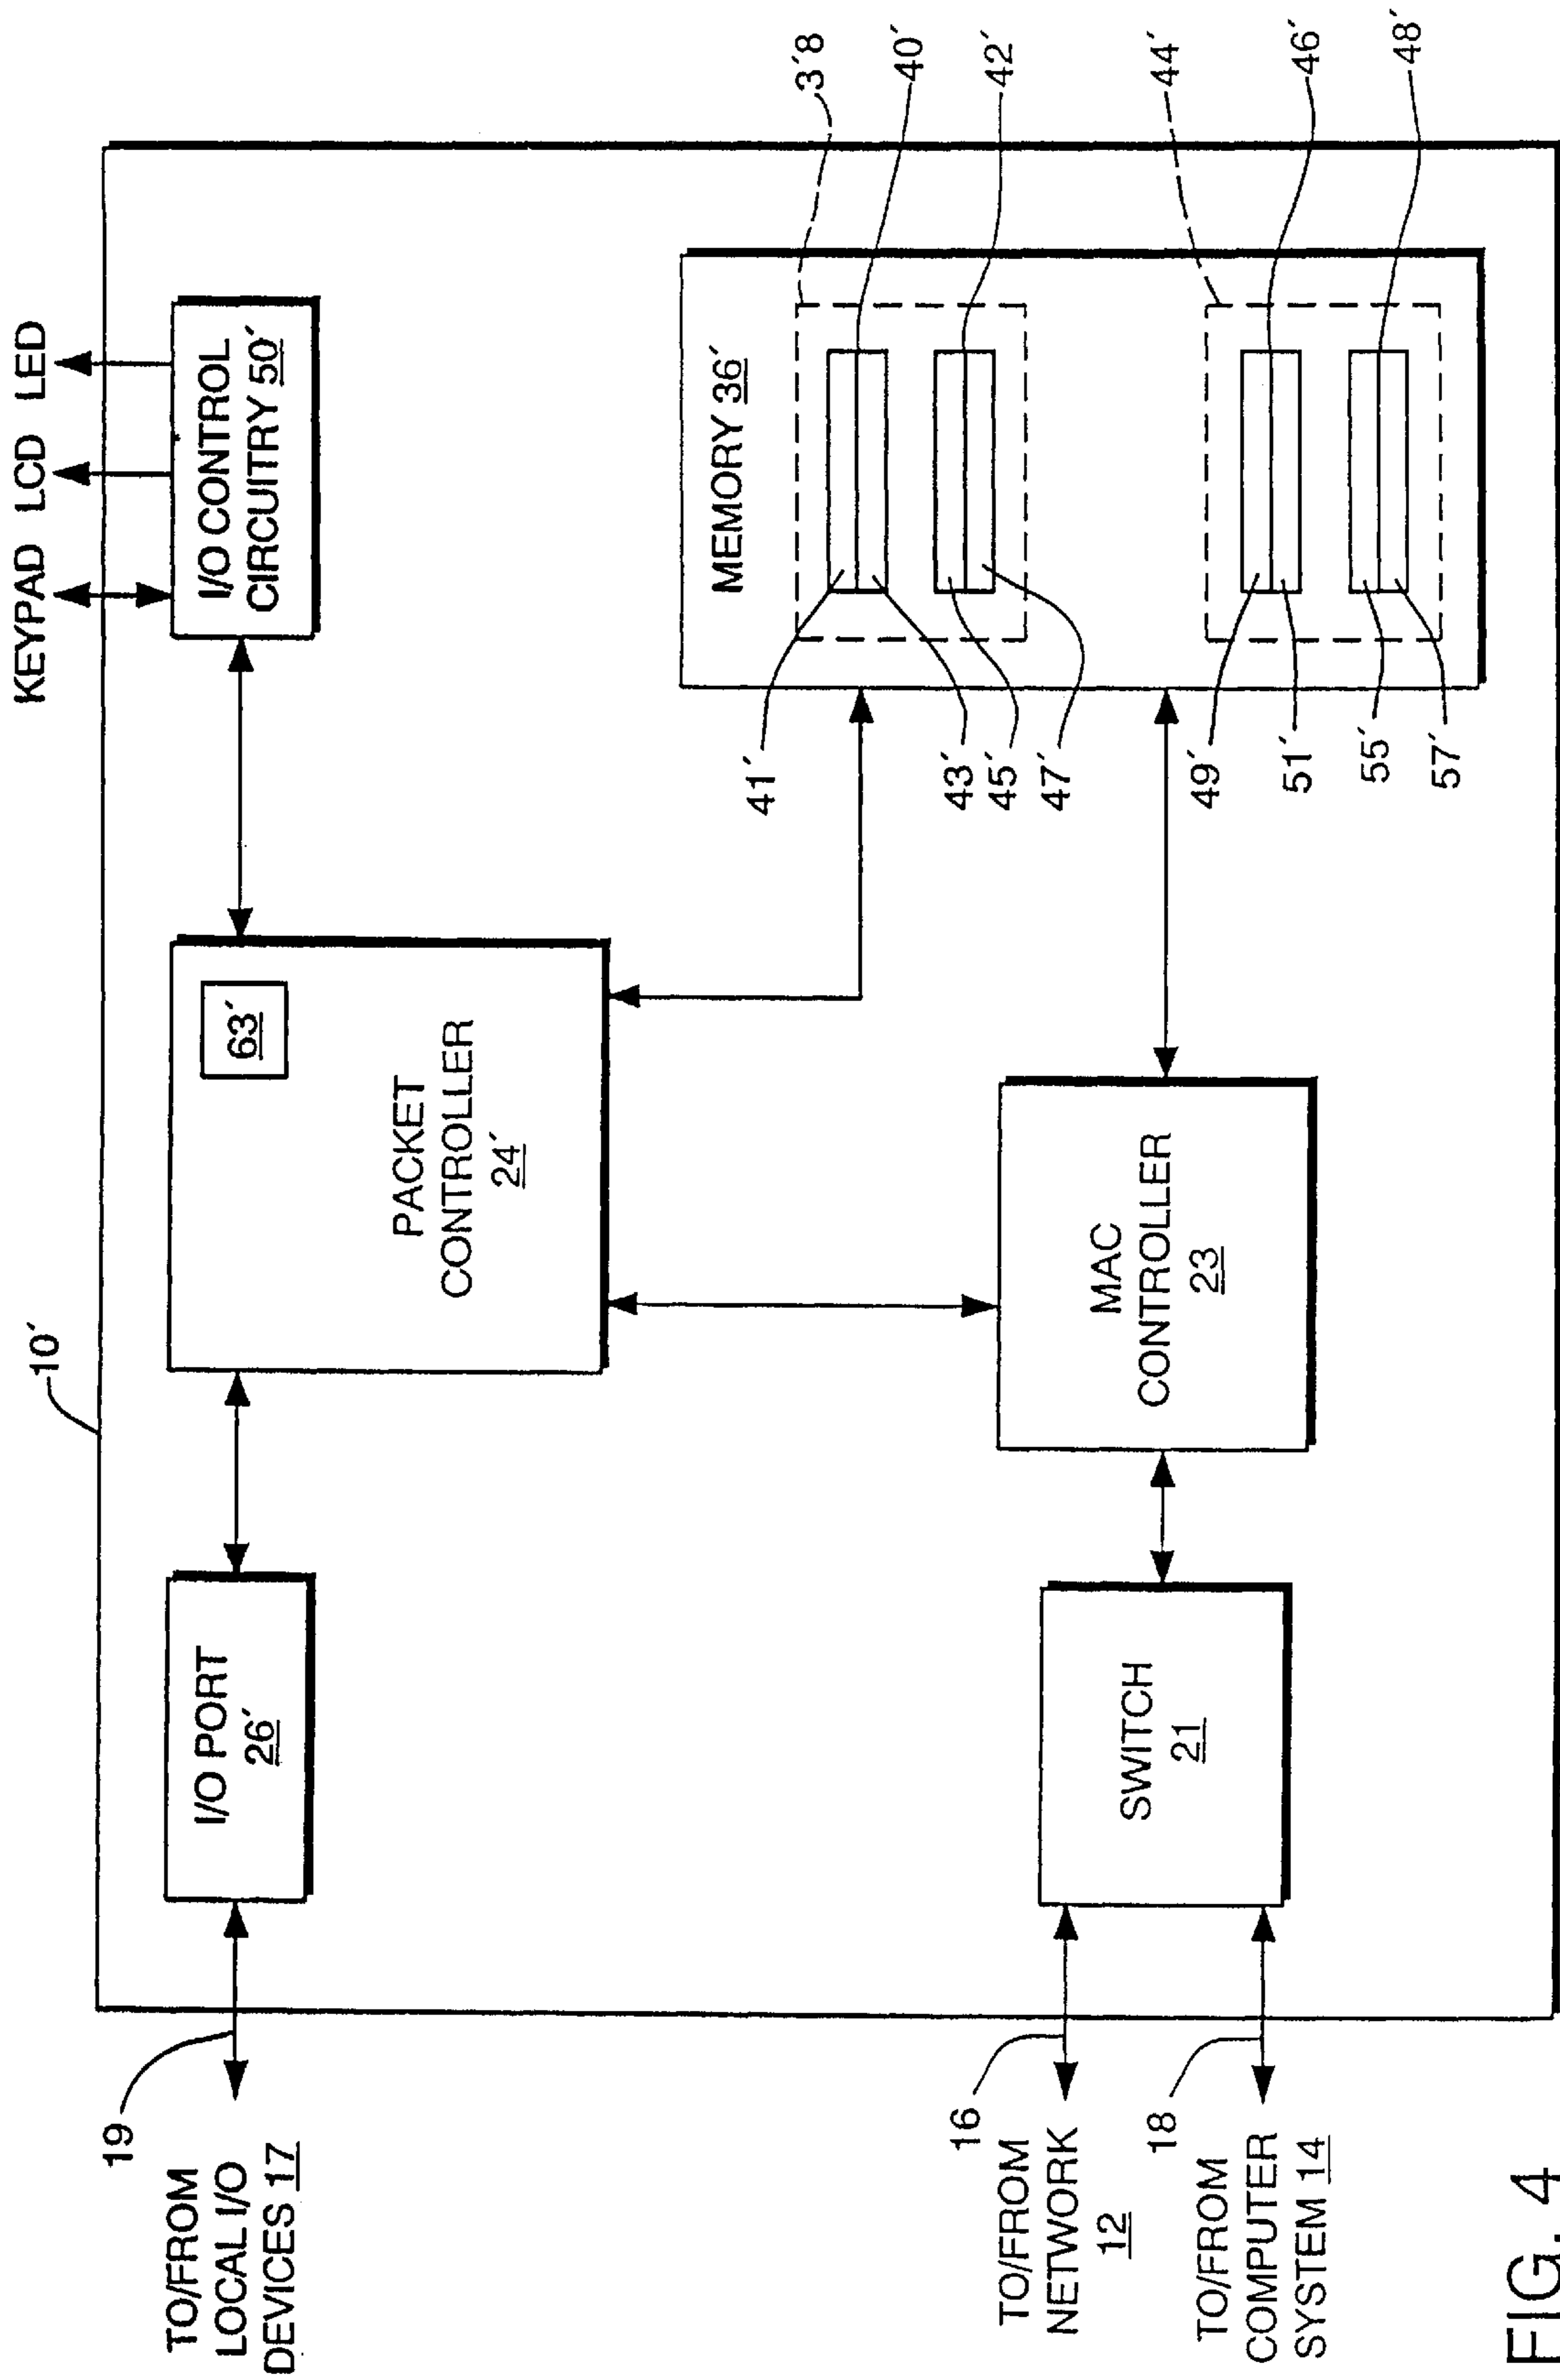 10′
KEYPAD LCD LED
19
TO/FROM
LOCAL I/O
DEVICES 17
I/O PORT
26′
63′
PACKET
CONTROLLER
24′
I/O CONTROL
CIRCUITRY 50′
16
TO/FROM
NETWORK
12
18
TO/FROM
COMPUTER
SYSTEM 14
SWITCH
21
MAC
CONTROLLER
23
MEMORY 36′
41′
43′
45′
47′
49′
51′
55′
57′
3′8
40′
42′
44′
46′
48′
FIG. 4